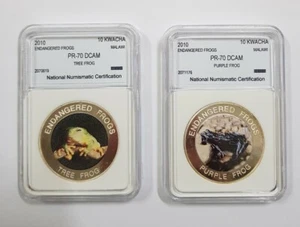 2010 10 KWACHA
ENDANGERED FROGS MALAWI
PR-70 DCAM
TREE FROG
National Numismatic Certification
ENDANGERED FROGS
TREE FROG
2010 10 KWACHA
ENDANGERED FROGS MALAWI
PR-70 DCAM
PURPLE FROG
National Numismatic Certification
ENDANGERED FROGS
PURPLE FROG